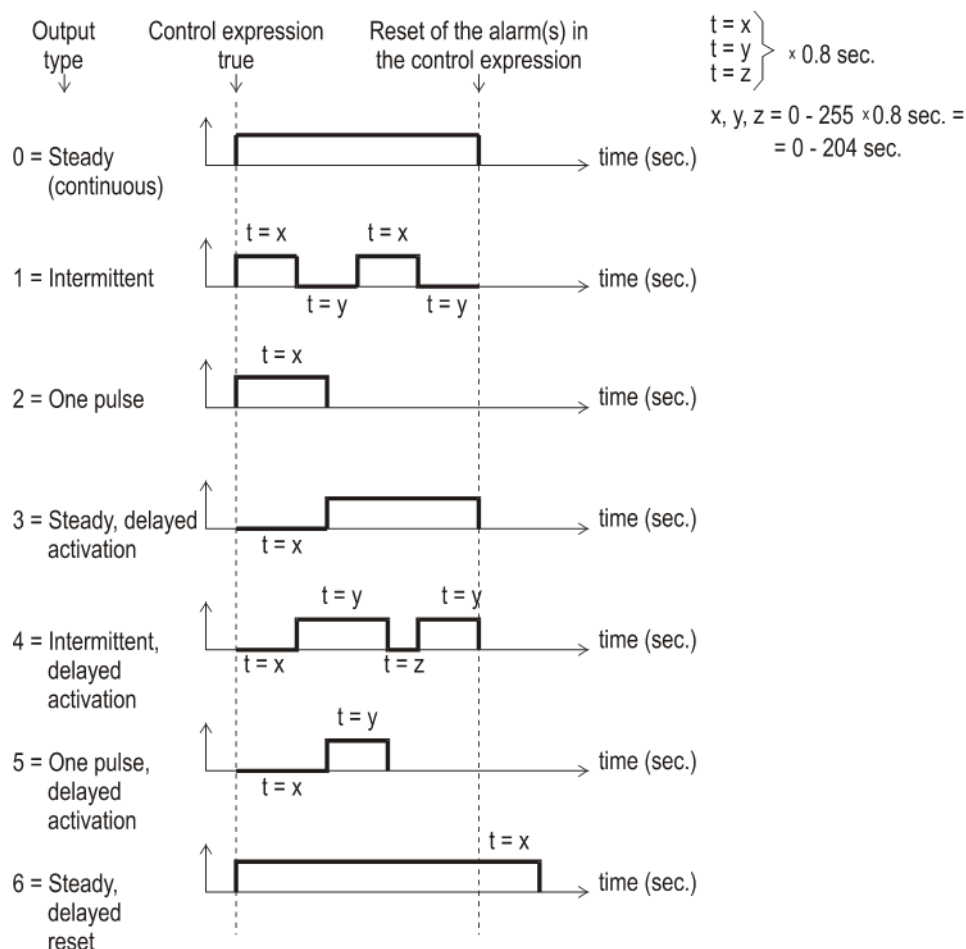 Output
type
Control expression
true
Reset of the alarm(s) in
the control expression
t = x
t = y
t = z
× 0.8 sec.
x, y, z = 0 - 255 ×0.8 sec. =
= 0 - 204 sec.
0 = Steady
(continuous)
time (sec.)
t = x
t = x
1 = Intermittent
time (sec.)
t = y
t = y
t = x
2 = One pulse
time (sec.)
3 = Steady, delayed
activation
time (sec.)
t = x
t = y
t = y
4 = Intermittent,
delayed
activation
time (sec.)
t = x
t = z
t = y
5 = One pulse,
delayed
activation
time (sec.)
t = x
t = x
6 = Steady,
delayed
reset
time (sec.)